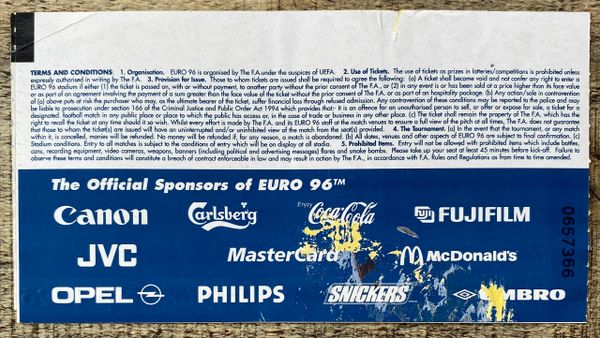 TERMS AND CONDITIONS: 1. Organisation. EURO 96 is organised by The F.A. under the auspices of UEFA. 2. Use of Tickets. The use of tickets as prizes in lotteries/competitions is prohibited unless
expressly authorised in writing by The F.A. 3. Provision for Issue. Those to whom tickets are issued shall be required to agree the following: (a) A ticket shall become void and not confer any right to enter a
EURO 96 stadium if either (1) the ticket is passed on, with or without payment, to another party without the prior consent of The F.A., or (2) in any event is or has been sold at a price higher than its face value
or as part of an agreement involving the payment of a sum greater than the face value of the ticket without the prior consent of The F.A. or as part of an hospitality package. (b) Any action/sale in contravention
of (a) above puts at risk the purchaser who may, as the ultimate bearer of the ticket, suffer financial loss through refused admission. Any contravention of these conditions may be reported to the police and may
be liable to prosecution under section 166 of the Criminal Justice and Public Order Act 1994 which provides that:- It is an offence for an unauthorised person to sell, or offer or expose for sale, a ticket for a
designated football match in any public place or place to which the public has access or, in the case of trade or business in any other place. (c) The ticket shall remain the property of The F.A. which has the
right to recall the ticket at any time should it so wish. Whilst every effort is made by The F.A. and its EURO 96 staff at the match venues to ensure a full view of the pitch at all times, The F.A. does not guarantee
that those to whom the ticket(s) are issued will have an uninterrupted and/or uninhibited view of the match from the seat(s) provided. 4. The Tournament. (a) In the event that the tournament, or any match
within it, is cancelled, monies will be refunded. No money will be refunded if, for any reason, a match is abandoned. (b) All dates, venues and other aspects of EURO 96 are subject to final confirmation. (c)
Stadium conditions. Entry to all matches is subject to the conditions of entry which will be on display at all stadia. 5. Prohibited Items. Entry will not be allowed with prohibited items which include bottles,
cans, recording equipment, video cameras, weapons, banners (including political and advertising messages) flares and smoke bombs. Please take up your seat at least 45 minutes before kick-off. Failure to
observe these terms and conditions will constitute a breach of contract enforceable in law and may result in action by The F.A., in accordance with F.A. Rules and Regulations as from time to time amended.
The Official Sponsors of EURO 96™
Canon Carlsberg Enjoy Coca-Cola FUJIFILM
JVC MasterCard McDonald's
OPEL PHILIPS SNICKERS UMBRO
0657366